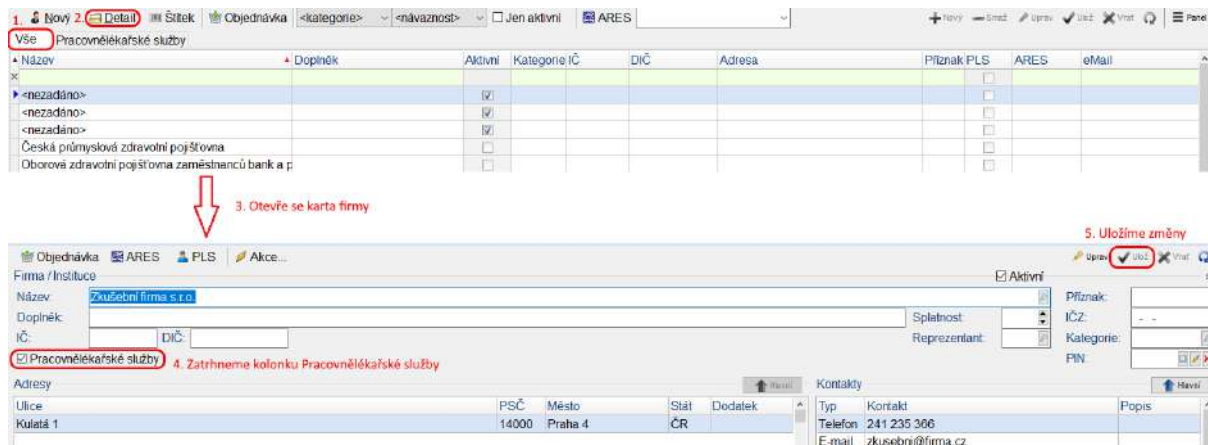 1. Nový 2. Detail Štítek Objednávka <kategorie> <návaznost> Jen aktivní ARES Nový Smaž Uprav Ulož Vrať Panel
Vše Pracovnělékařské služby
Název Doplněk Aktivní Kategorie IČ DIČ Adresa Příznak PLS ARES eMail
<nezadáno>
<nezadáno>
<nezadáno>
Česká průmyslová zdravotní pojišťovna
Oborová zdravotní pojišťovna zaměstnanců bank a p
3. Otevře se karta firmy
5. Uložíme změny
Objednávka ARES PLS Akce... Uprav Ulož Vrať
Firma / Instituce Aktivní
Název: Zkušební firma s.r.o. Příznak:
Doplněk: Splatnost: IČZ: - -
IČ: DIČ: Reprezentant: Kategorie:
Pracovnělékařské služby 4. Zatrhneme kolonku Pracovnělékařské služby PIN:
Adresy Hlavní Kontakty Hlavní
Ulice PSČ Město Stát Dodatek Typ Kontakt Popis
Kulatá 1 14000 Praha 4 ČR Telefon 241 235 366
E-mail zkusebni@firma.cz